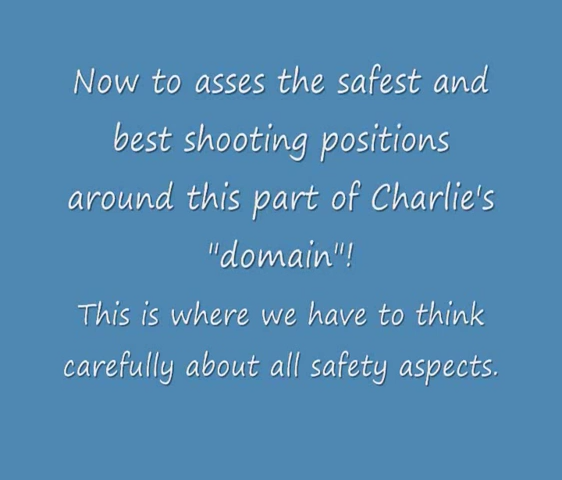 Now to asses the safest and
best shooting positions
around this part of Charlie's
"domain"!
This is where we have to think
carefully about all safety aspects.